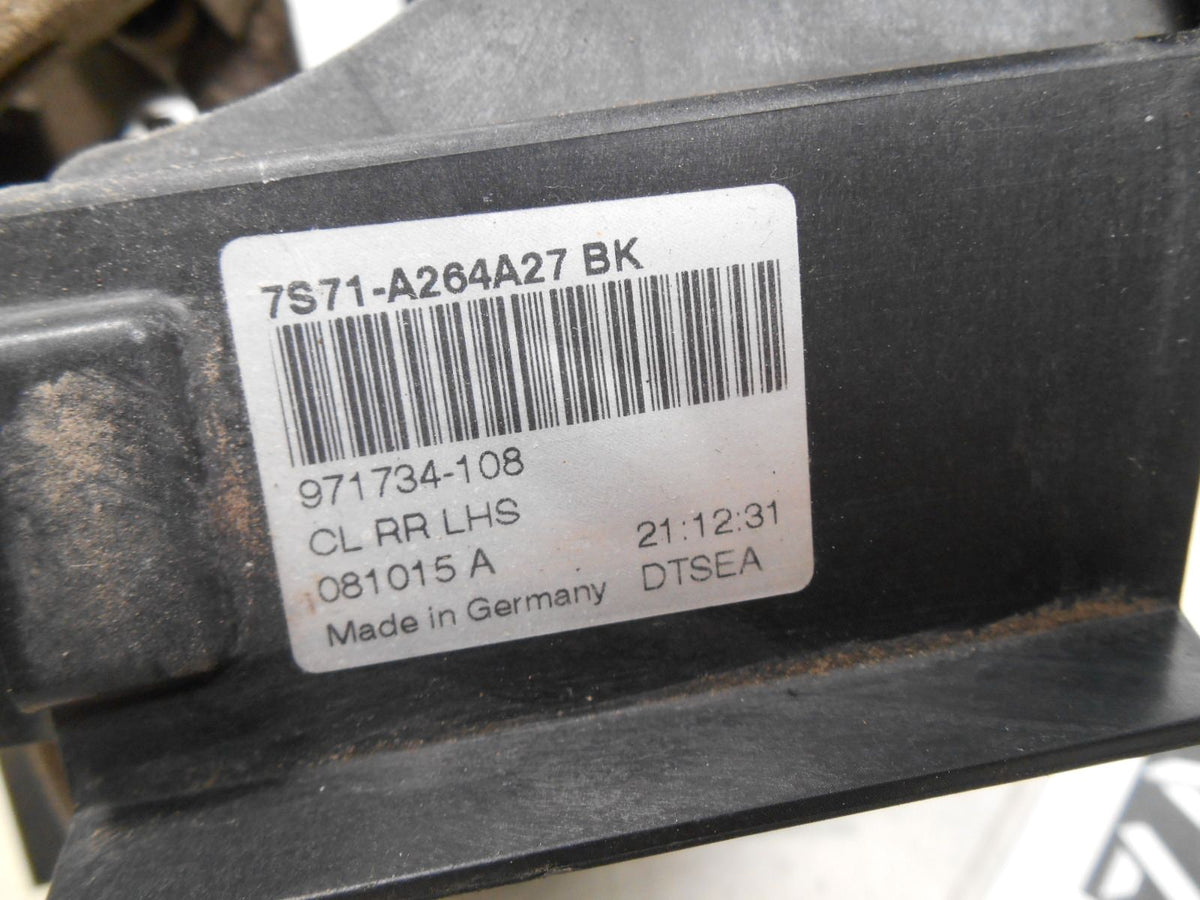 7S71-A264A27 BK
971734-108
CL RR LHS
081015 A 21:12:31
Made in Germany DTSEA